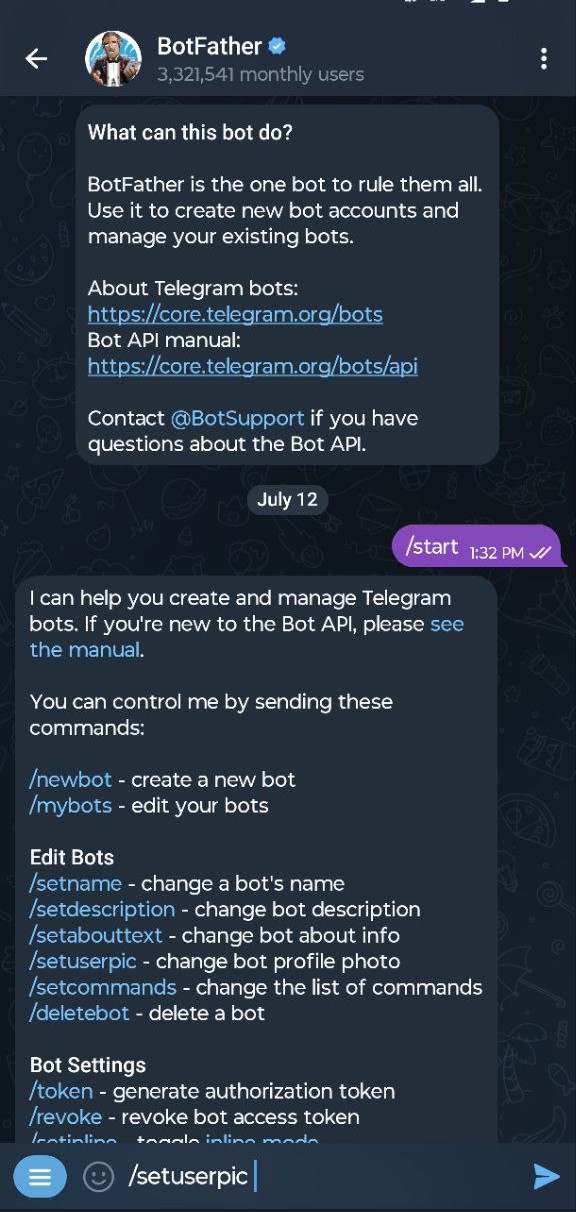 BotFather
3,321,541 monthly users
What can this bot do?
BotFather is the one bot to rule them all.
Use it to create new bot accounts and
manage your existing bots.
About Telegram bots:
https://core.telegram.org/bots
Bot API manual:
https://core.telegram.org/bots/api
Contact @BotSupport if you have
questions about the Bot API.
July 12
/start 1:32 PM
I can help you create and manage Telegram
bots. If you're new to the Bot API, please see
the manual.
You can control me by sending these
commands:
/newbot - create a new bot
/mybots - edit your bots
Edit Bots
/setname - change a bot's name
/setdescription - change bot description
/setabouttext - change bot about info
/setuserpic - change bot profile photo
/setcommands - change the list of commands
/deletebot - delete a bot
Bot Settings
/token - generate authorization token
/revoke - revoke bot access token
/setinline - toggle inline mode
/setuserpic